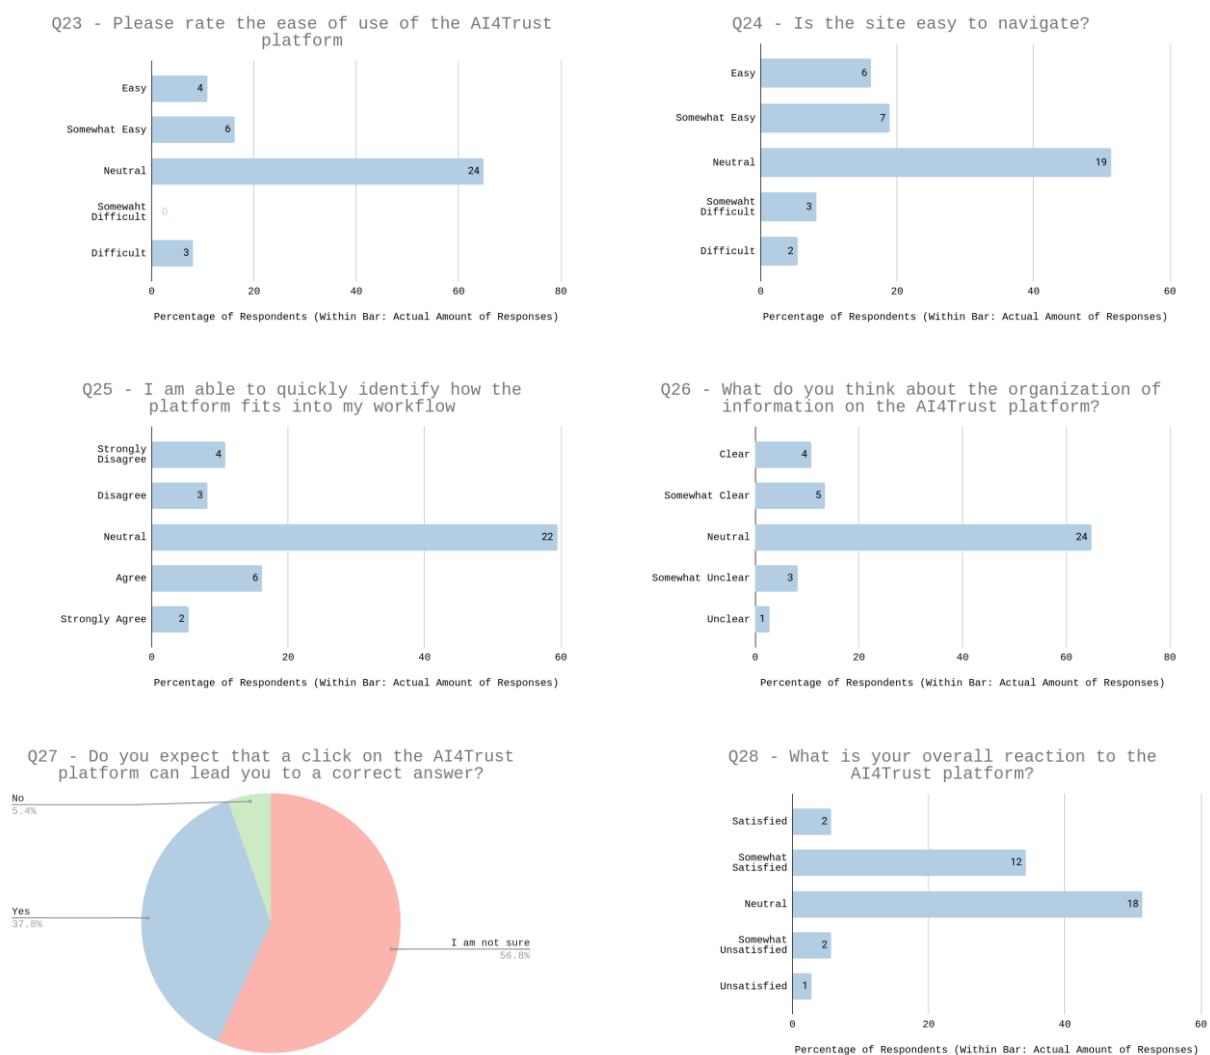 Q23 - Please rate the ease of use of the AI4Trust
platform
Easy
4
Somewhat Easy
6
Neutral
24
Somewaht
Difficult
0
Difficult
3
0 20 40 60 80
Percentage of Respondents (Within Bar: Actual Amount of Responses)
Q24 - Is the site easy to navigate?
Easy
6
Somewhat Easy
7
Neutral
19
Somewaht
Difficult
3
Difficult
2
0 20 40 60
Percentage of Respondents (Within Bar: Actual Amount of Responses)
Q25 - I am able to quickly identify how the
platform fits into my workflow
Strongly
Disagree
4
Disagree
3
Neutral
22
Agree
6
Strongly Agree
2
0 20 40 60
Percentage of Respondents (Within Bar: Actual Amount of Responses)
Q26 - What do you think about the organization of
information on the AI4Trust platform?
Clear
4
Somewhat Clear
5
Neutral
24
Somewhat Unclear
3
Unclear
1
0 20 40 60 80
Percentage of Respondents (Within Bar: Actual Amount of Responses)
Q27 - Do you expect that a click on the AI4Trust
platform can lead you to a correct answer?
No
5.4%
Yes
37.8%
I am not sure
56.8%
Q28 - What is your overall reaction to the
AI4Trust platform?
Satisfied
2
Somewhat
Satisfied
12
Neutral
18
Somewhat
Unsatisfied
2
Unsatisfied
1
0 20 40 60
Percentage of Respondents (Within Bar: Actual Amount of Responses)